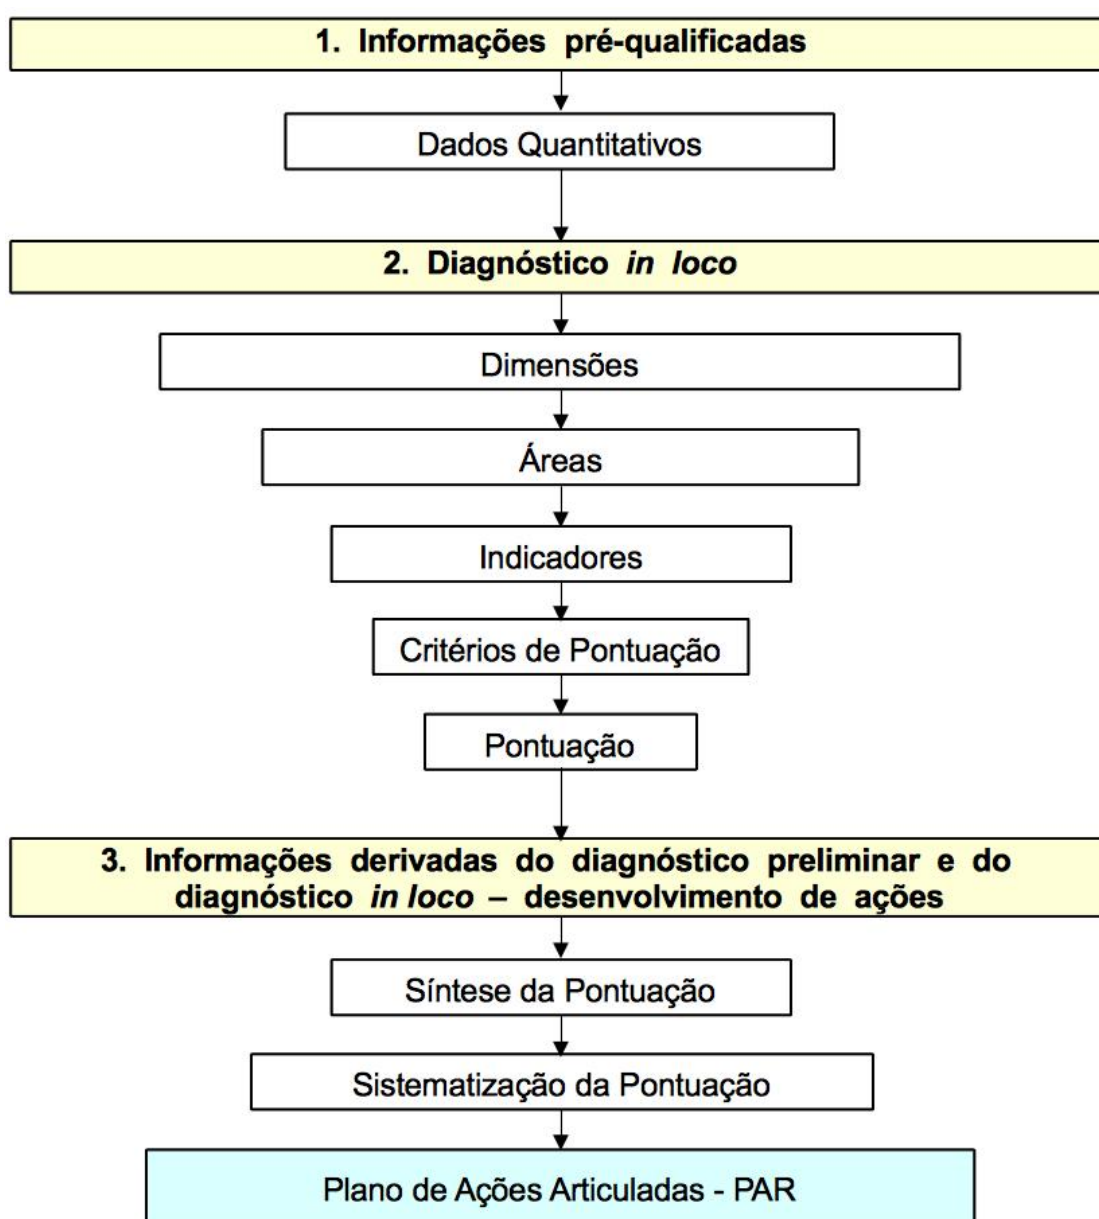 1. Informações pré-qualificadas
Dados Quantitativos
2. Diagnóstico in loco
Dimensões
Áreas
Indicadores
Critérios de Pontuação
Pontuação
3. Informações derivadas do diagnóstico preliminar e do
diagnóstico in loco – desenvolvimento de ações
Síntese da Pontuação
Sistematização da Pontuação
Plano de Ações Articuladas - PAR